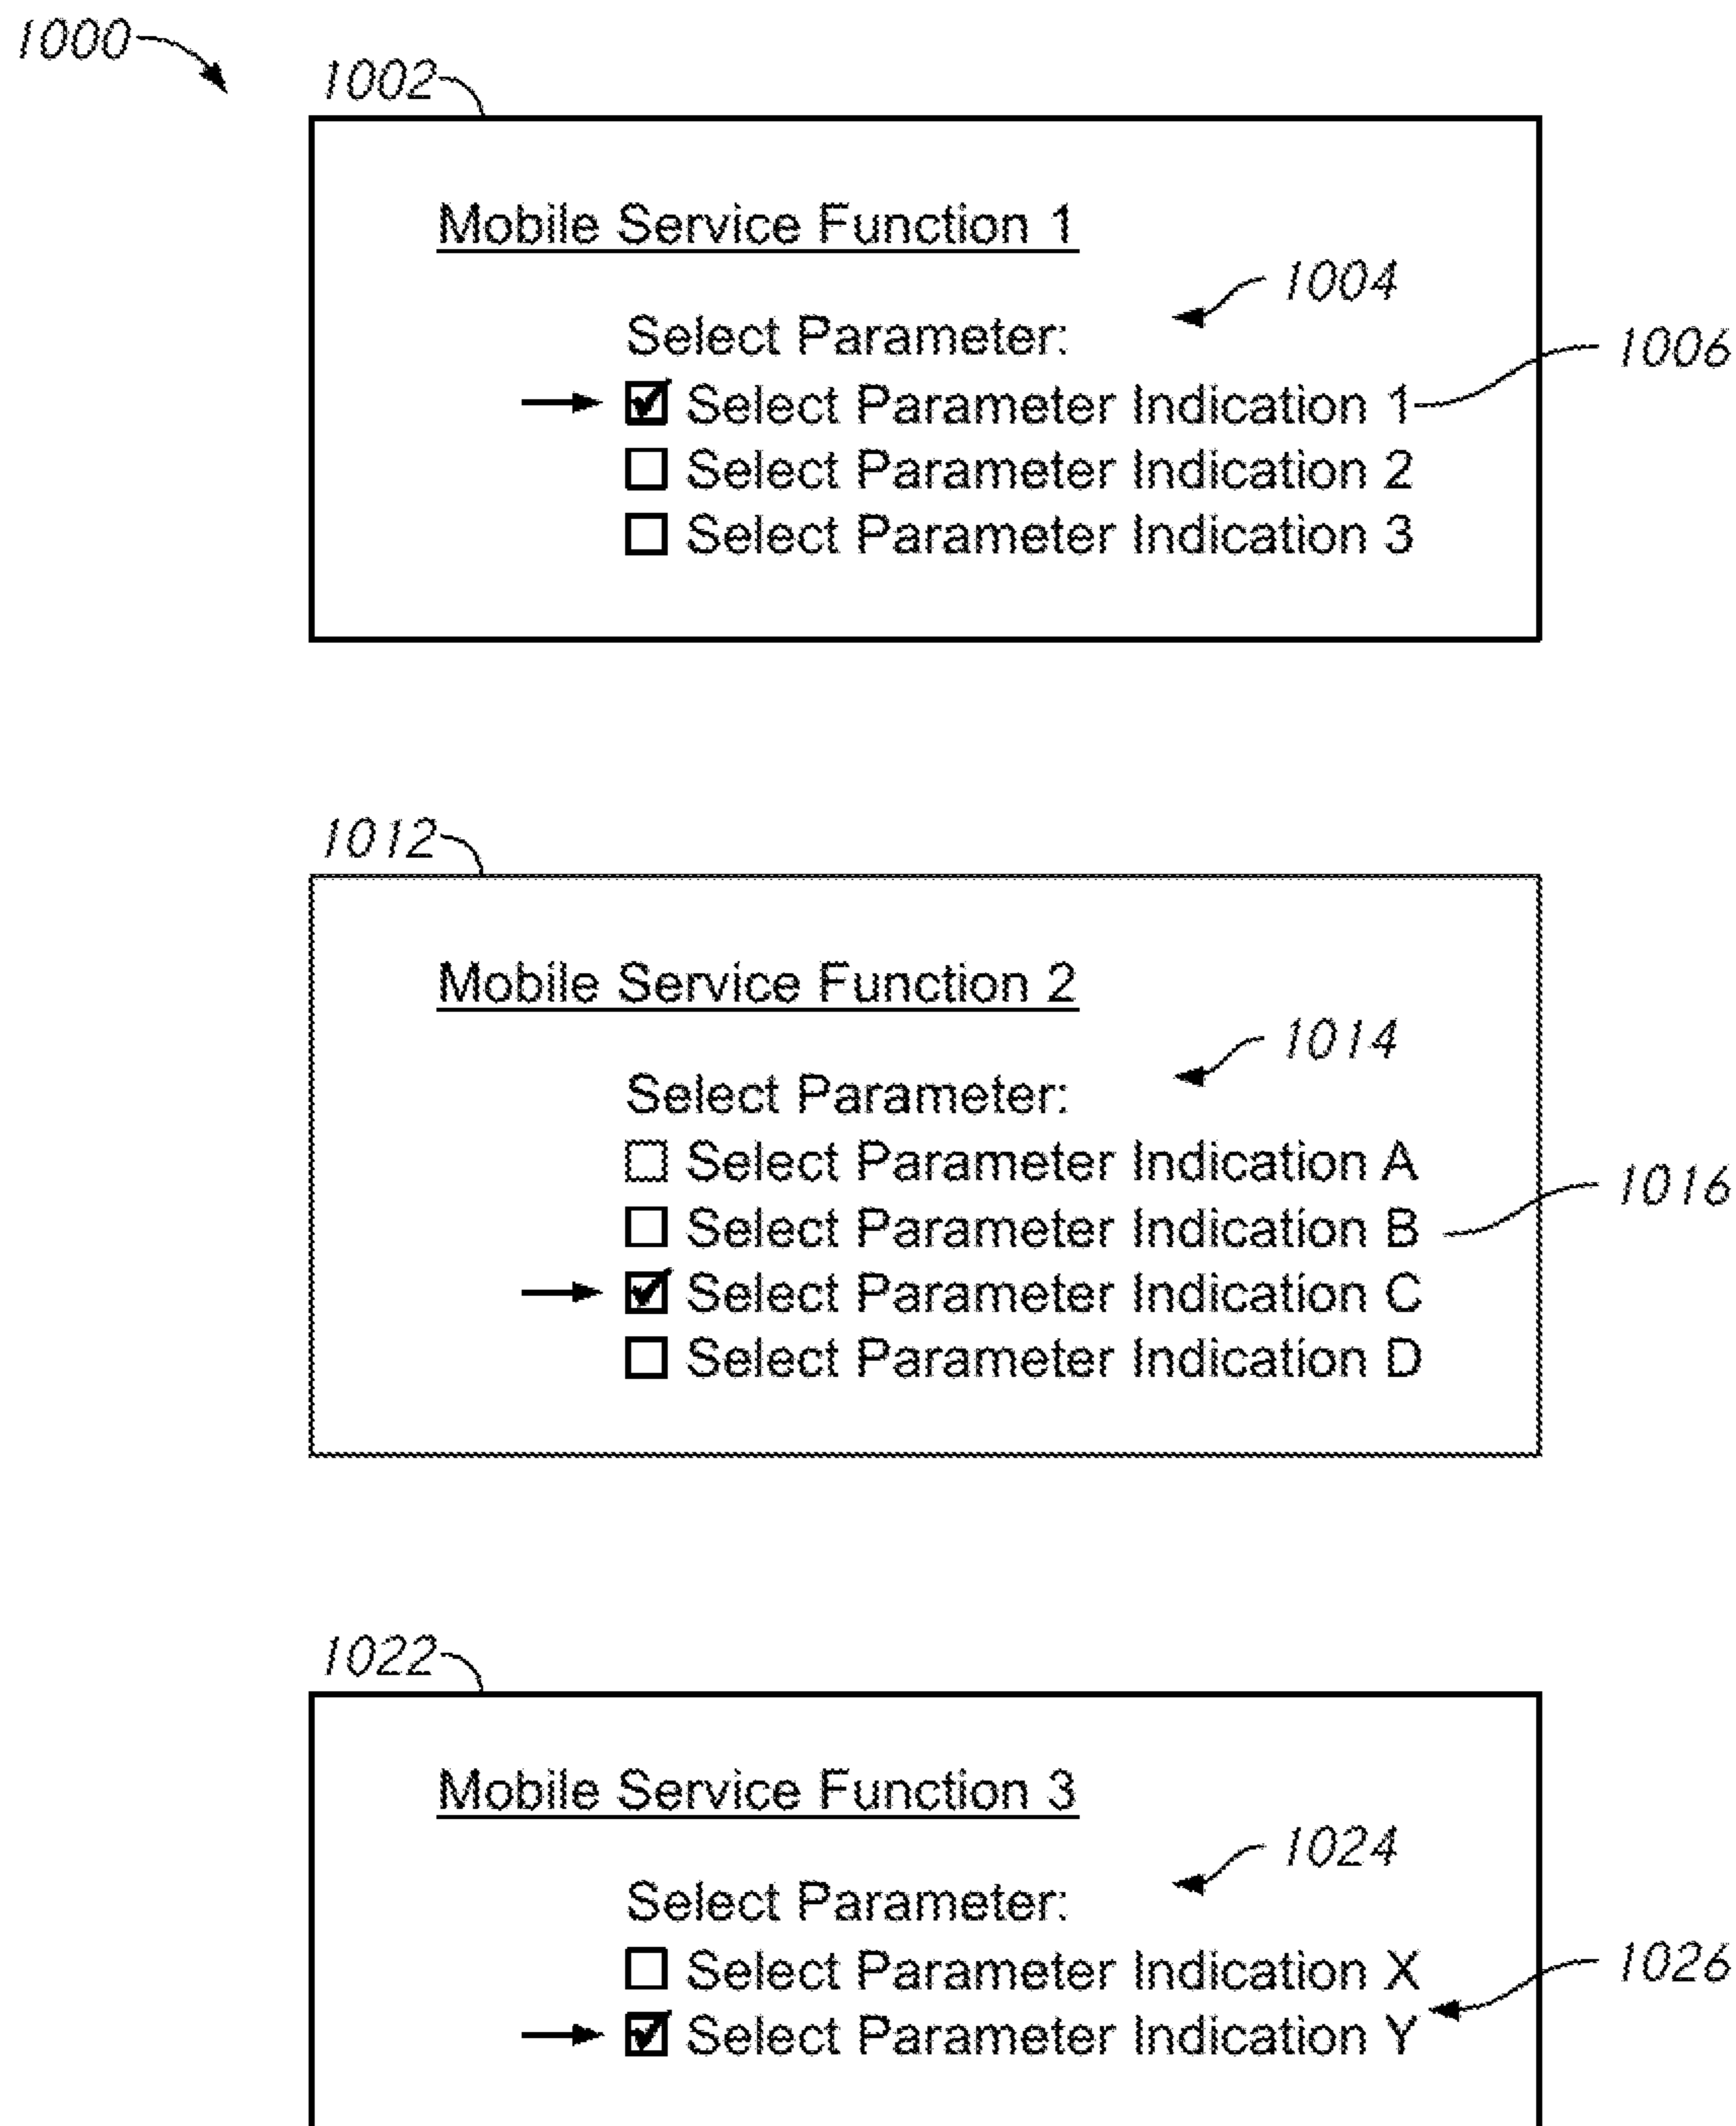 1000
1002
Mobile Service Function 1
1004
Select Parameter:
1006
Select Parameter Indication 1
Select Parameter Indication 2
Select Parameter Indication 3
1012
Mobile Service Function 2
1014
Select Parameter:
Select Parameter Indication A
1016
Select Parameter Indication B
Select Parameter Indication C
Select Parameter Indication D
1022
Mobile Service Function 3
1024
Select Parameter:
Select Parameter Indication X
1026
Select Parameter Indication Y